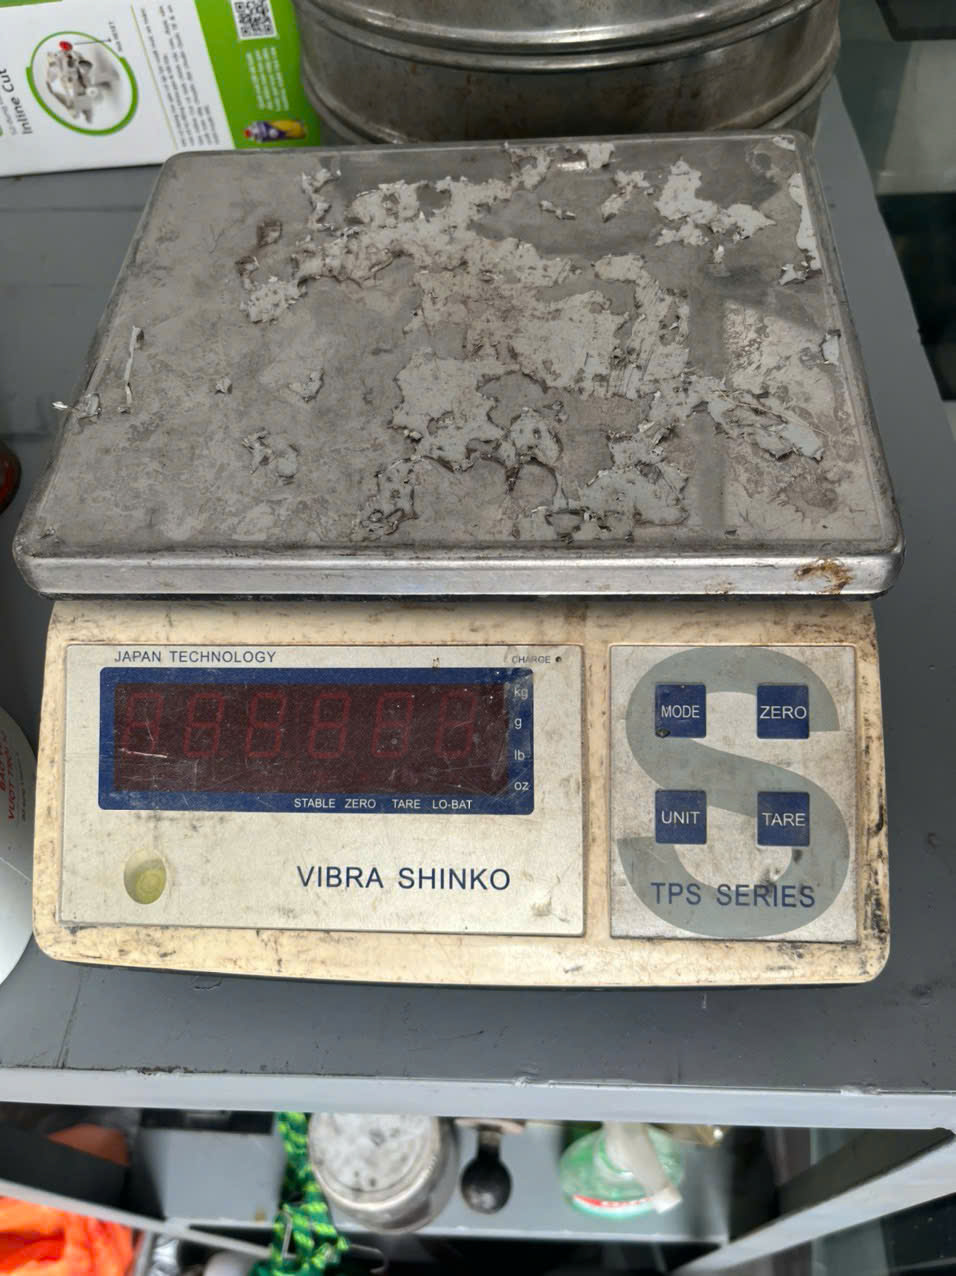 Inline Cut
JAPAN TECHNOLOGY
CHARGE
kg
g
lb
oz
STABLE ZERO TARE LO-BAT
VIBRA SHINKO
MODE ZERO
UNIT TARE
S
TPS SERIES